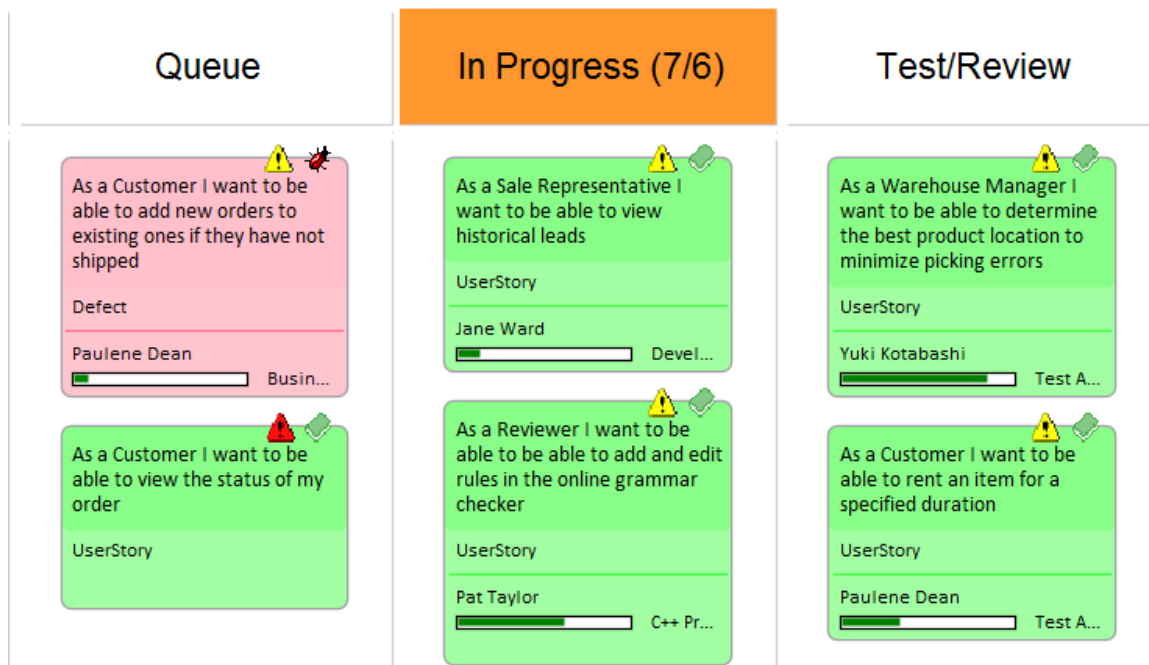 Queue
In Progress (7/6)
Test/Review
As a Customer I want to be
able to add new orders to
existing ones if they have not
shipped
Defect
Paulene Dean
Busin...
As a Customer I want to be
able to view the status of my
order
UserStory
As a Sale Representative I
want to be able to view
historical leads
UserStory
Jane Ward
Devel...
As a Reviewer I want to be
able to be able to add and edit
rules in the online grammar
checker
UserStory
Pat Taylor
C++ Pr...
As a Warehouse Manager I
want to be able to determine
the best product location to
minimize picking errors
UserStory
Yuki Kotabashi
Test A...
As a Customer I want to be
able to rent an item for a
specified duration
UserStory
Paulene Dean
Test A...